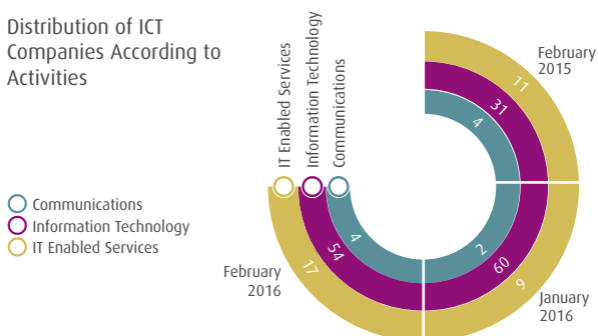 Distribution of ICT
Companies According to
Activities
IT Enabled Services
Information Technology
Communications
Communications
Information Technology
IT Enabled Services
February
2015
11
31
4
January
2016
2
60
9
February
2016
4
54
17